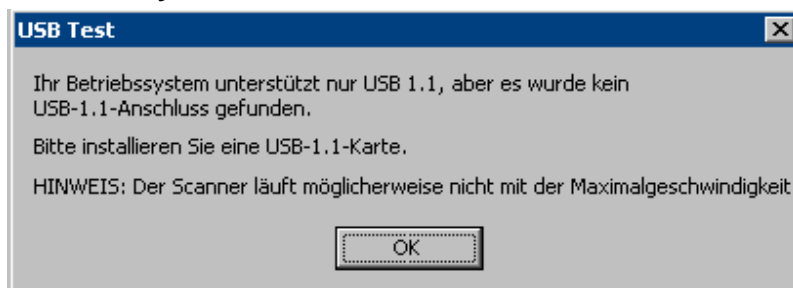 USB Test
Ihr Betriebssystem unterstützt nur USB 1.1, aber es wurde kein
USB-1.1-Anschluss gefunden.
Bitte installieren Sie eine USB-1.1-Karte.
HINWEIS: Der Scanner läuft möglicherweise nicht mit der Maximalgeschwindigkeit
OK